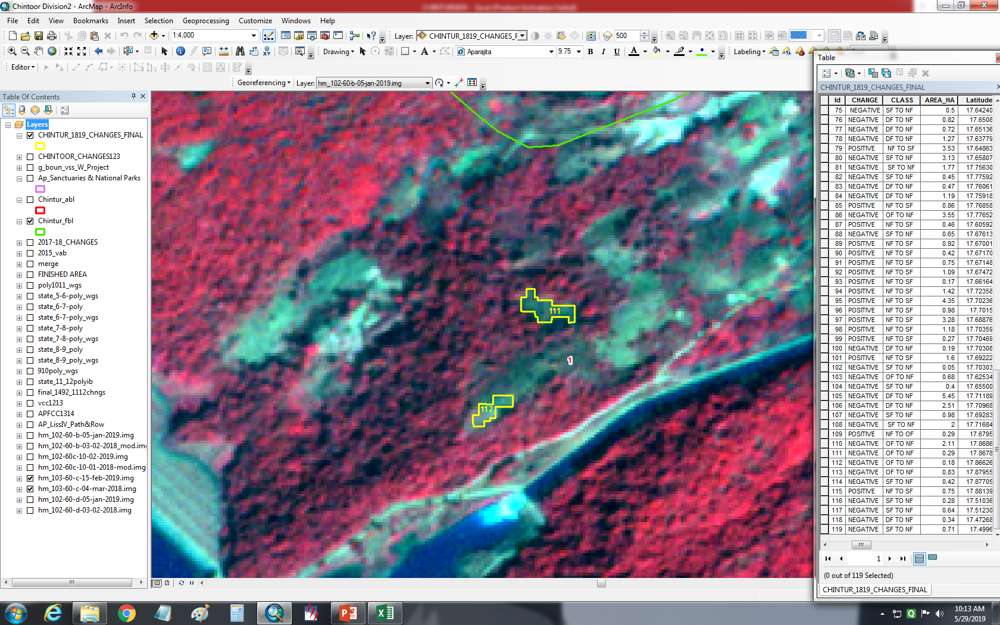 Chintoor Division2 - ArcMap - ArcInfo
File Edit View Bookmarks Insert Selection Geoprocessing Customize Windows Help
1:4,000
Layer: CHINTUR_1819_CHANGES_F
500
100%
Drawing
A
Aparajita
9.75
B I U A
Labeling
Editor
Georeferencing
Layer: hm_102-60-b-05-jan-2019.img
Table Of Contents
Layers
CHINTUR_1819_CHANGES_FINAL
CHINTOOR_CHANGES123
g_boun_vss_W_Project
Ap_Sanctuaries & National Parks
Chintur_abl
Chintur_fbl
2017-18_CHANGES
2015_vab
merge
FINISHED AREA
poly1011_wgs
state_5-6-poly_wgs
state_6-7-poly
state_6-7-poly_wgs
state_7-8-poly
state_7-8-poly_wgs
state_8-9_poly
state_8-9_poly_wgs
910poly_wgs
state_11_12polyib
final_1492_1112chngs
vcc1213
APFCC1314
AP_LissIV_Path&Row
hm_102-60-b-05-jan-2019.img
hm_102-60-b-03-02-2018_mod.im
hm_102-60c-10-02-2019.img
hm_102-60c-10-01-2018-mod.img
hm_103-60-c-15-feb-2019.img
hm_103-60-c-04-mar-2018.img
hm_102-60-d-05-jan-2019.img
hm_102-60-d-03-02-2018.img
111
1
112
Table
CHINTUR_1819_CHANGES_FINAL
Id CHANGE CLASS AREA_HA Latitude
75 NEGATIVE SF TO NF 0.5 17.64240
76 NEGATIVE DF TO NF 0.82 17.6508
77 NEGATIVE DF TO NF 0.72 17.65136
78 NEGATIVE DF TO NF 1.27 17.63779
79 POSITIVE NF TO SF 3.53 17.64863
80 NEGATIVE SF TO NF 3.13 17.65807
81 NEGATIVE SF TO NF 1.77 17.75630
82 NEGATIVE SF TO NF 0.45 17.77592
83 NEGATIVE DF TO NF 0.47 17.76061
84 NEGATIVE DF TO NF 1.19 17.75918
85 POSITIVE NF TO SF 0.86 17.76858
86 NEGATIVE OF TO NF 3.55 17.77652
87 POSITIVE NF TO SF 0.46 17.60592
88 NEGATIVE SF TO NF 0.65 17.67613
89 POSITIVE NF TO SF 0.92 17.67001
90 POSITIVE NF TO SF 0.42 17.67170
91 POSITIVE NF TO SF 0.75 17.67148
92 POSITIVE NF TO SF 1.09 17.67472
93 POSITIVE NF TO SF 0.17 17.66164
94 POSITIVE NF TO SF 1.42 17.72358
95 POSITIVE NF TO SF 4.35 17.70236
96 POSITIVE NF TO SF 0.98 17.7015
97 POSITIVE NF TO SF 3.28 17.68876
98 POSITIVE NF TO SF 1.18 17.70359
99 POSITIVE NF TO SF 0.27 17.70469
100 NEGATIVE DF TO NF 0.19 17.70308
101 POSITIVE NF TO SF 1.6 17.69222
102 NEGATIVE SF TO NF 0.05 17.70303
103 NEGATIVE OF TO NF 0.68 17.62534
104 NEGATIVE SF TO NF 0.4 17.65500
105 NEGATIVE DF TO NF 5.45 17.71189
106 NEGATIVE DF TO NF 2.51 17.70968
107 NEGATIVE SF TO NF 0.98 17.69283
108 NEGATIVE SF TO NF 2 17.71684
109 POSITIVE NF TO OF 0.29 17.6795
110 NEGATIVE OF TO NF 2.11 17.8686
111 NEGATIVE OF TO NF 0.29 17.8678
112 NEGATIVE OF TO NF 0.18 17.86626
113 NEGATIVE OF TO NF 0.83 17.87955
114 NEGATIVE SF TO NF 0.42 17.87705
115 POSITIVE NF TO SF 0.75 17.88139
116 NEGATIVE SF TO NF 0.28 17.51036
117 NEGATIVE SF TO NF 0.64 17.51230
118 NEGATIVE DF TO NF 0.34 17.47268
119 NEGATIVE SF TO NF 0.71 17.4996
1
(0 out of 119 Selected)
CHINTUR_1819_CHANGES_FINAL
10:13 AM
5/29/2019